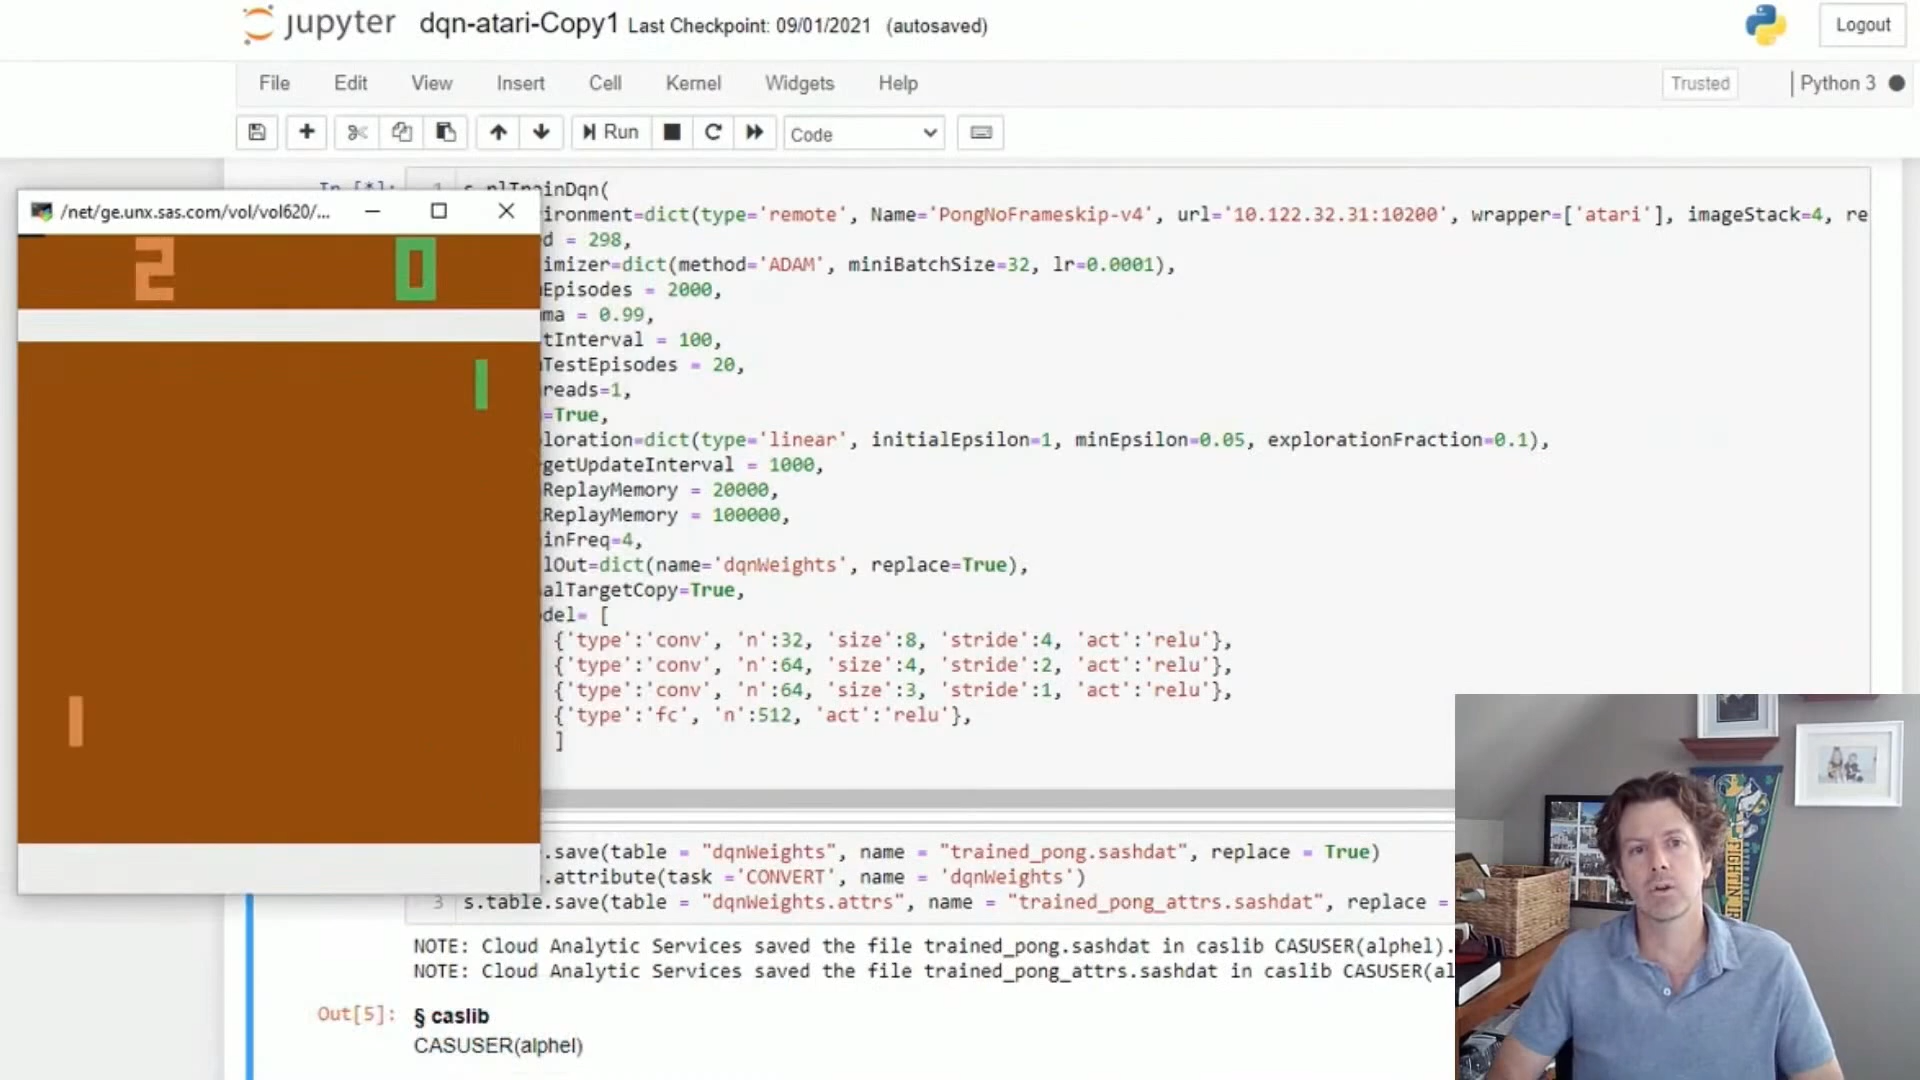 jupyter dqn-atari-Copy1 Last Checkpoint: 09/01/2021 (autosaved)
Logout
File Edit View Insert Cell Kernel Widgets Help
Trusted
Python 3
Run
Code
In [*]:
1 s.rlTrainDqn(
/net/ge.unx.sas.com/vol/vol620/...
2 0
ironment=dict(type='remote', Name='PongNoFrameskip-v4', url='10.122.32.31:10200', wrapper=['atari'], imageStack=4, re
d = 298,
imizer=dict(method='ADAM', miniBatchSize=32, lr=0.0001),
Episodes = 2000,
ma = 0.99,
tInterval = 100,
TestEpisodes = 20,
reads=1,
=True,
loration=dict(type='linear', initialEpsilon=1, minEpsilon=0.05, explorationFraction=0.1),
getUpdateInterval = 1000,
ReplayMemory = 20000,
ReplayMemory = 100000,
inFreq=4,
lOut=dict(name='dqnWeights', replace=True),
alTargetCopy=True,
del= [
{'type':'conv', 'n':32, 'size':8, 'stride':4, 'act':'relu'},
{'type':'conv', 'n':64, 'size':4, 'stride':2, 'act':'relu'},
{'type':'conv', 'n':64, 'size':3, 'stride':1, 'act':'relu'},
{'type':'fc', 'n':512, 'act':'relu'},
]
.save(table = "dqnWeights", name = "trained_pong.sashdat", replace = True)
.attribute(task ='CONVERT', name = 'dqnWeights')
3 s.table.save(table = "dqnWeights.attrs", name = "trained_pong_attrs.sashdat", replace =
NOTE: Cloud Analytic Services saved the file trained_pong.sashdat in caslib CASUSER(alphel).
NOTE: Cloud Analytic Services saved the file trained_pong_attrs.sashdat in caslib CASUSER(al
Out[5]: § caslib
CASUSER(alphel)